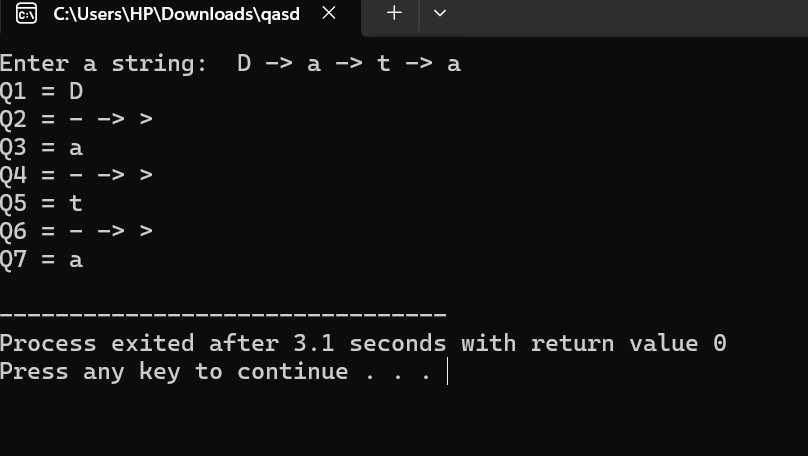 C:\Users\HP\Downloads\qasd
Enter a string:  D -> a -> t -> a
Q1 = D
Q2 = - -> >
Q3 = a
Q4 = - -> >
Q5 = t
Q6 = - -> >
Q7 = a
--------------------------------
Process exited after 3.1 seconds with return value 0
Press any key to continue . . .